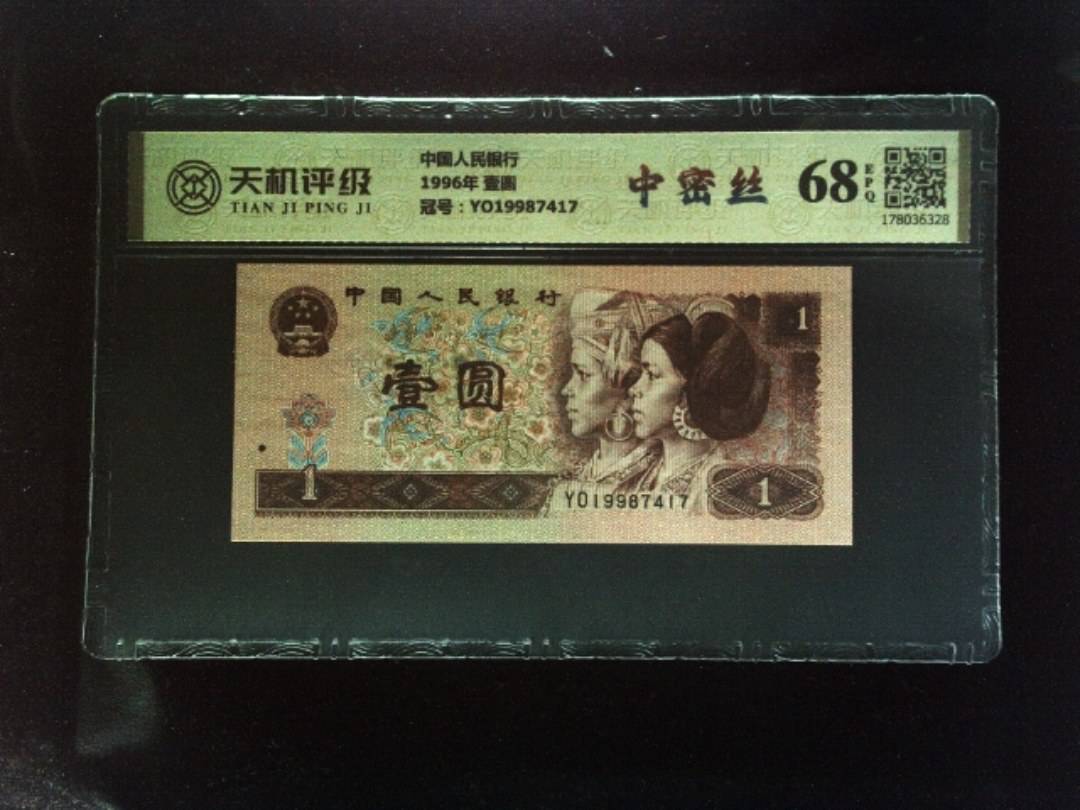 天机评级
TIAN JI PING JI
中国人民银行
1996年 壹圆
冠号：YO19987417
中密丝
68
EPQ
178036328
中国人民银行
壹圆
1
1
YO19987417
1